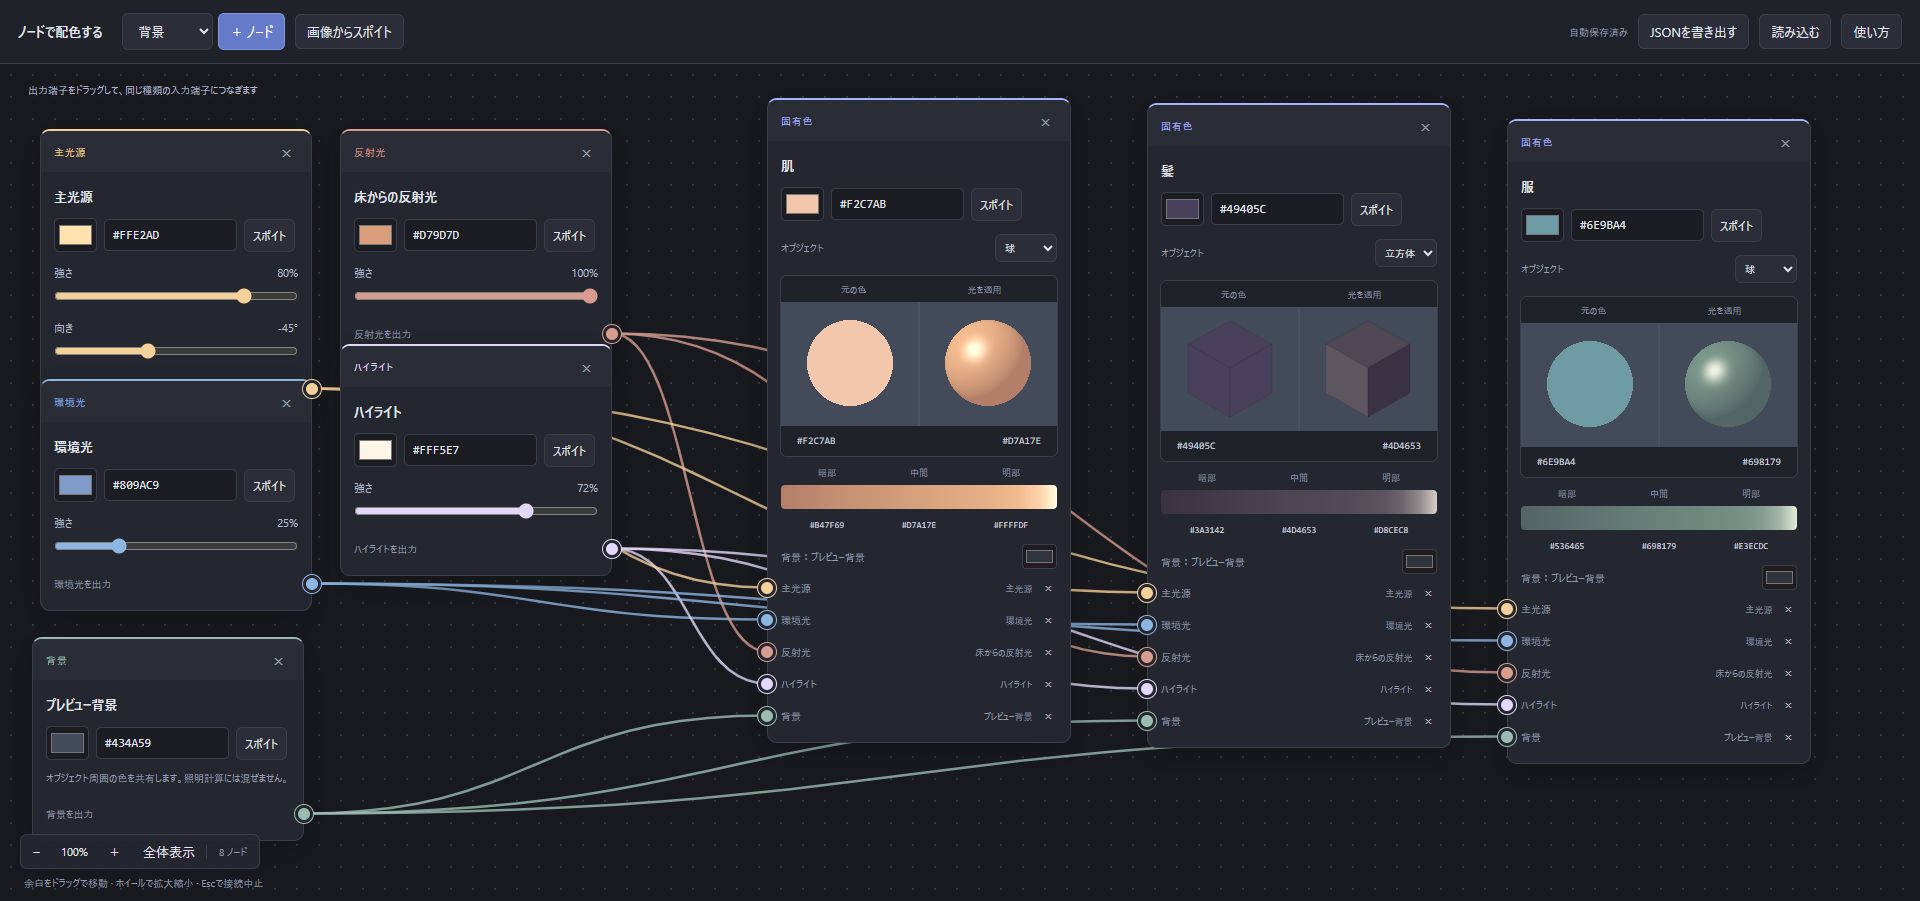 ノードで配色する
背景
＋ ノード
画像からスポイト
自動保存済み
JSONを書き出す
読み込む
使い方
出力端子をドラッグして、同じ種類の入力端子につなぎます
主光源
×
主光源
#FFE2AD
スポイト
強さ
80%
向き
-45°
環境光
×
環境光
#809AC9
スポイト
強さ
25%
環境光を出力
反射光
×
床からの反射光
#D79D7D
スポイト
強さ
100%
反射光を出力
ハイライト
×
ハイライト
#FFF5E7
スポイト
強さ
72%
ハイライトを出力
背景
×
プレビュー背景
#434A59
スポイト
オブジェクト周囲の色を共有します。照明計算には混ぜません。
背景を出力
固有色
×
肌
#F2C7AB
スポイト
オブジェクト
球
元の色
光を適用
#F2C7AB
#D7A17E
暗部
中間
明部
#B47F69
#D7A17E
#FFFFDF
背景：プレビュー背景
主光源
主光源 ×
環境光
環境光 ×
反射光
床からの反射光 ×
ハイライト
ハイライト ×
背景
プレビュー背景 ×
固有色
×
髪
#49405C
スポイト
オブジェクト
立方体
元の色
光を適用
#49405C
#4D4653
暗部
中間
明部
#3A3142
#4D4653
#D8CEC8
背景：プレビュー背景
主光源
主光源 ×
環境光
環境光 ×
反射光
床からの反射光 ×
ハイライト
ハイライト ×
背景
プレビュー背景 ×
固有色
×
服
#6E9BA4
スポイト
オブジェクト
球
元の色
光を適用
#6E9BA4
#698179
暗部
中間
明部
#536465
#698179
#E3ECDC
背景：プレビュー背景
主光源
主光源 ×
環境光
環境光 ×
反射光
床からの反射光 ×
ハイライト
ハイライト ×
背景
プレビュー背景 ×
−
100%
+
全体表示
8 ノード
余白をドラッグで移動・ホイールで拡大縮小・Escで接続中止